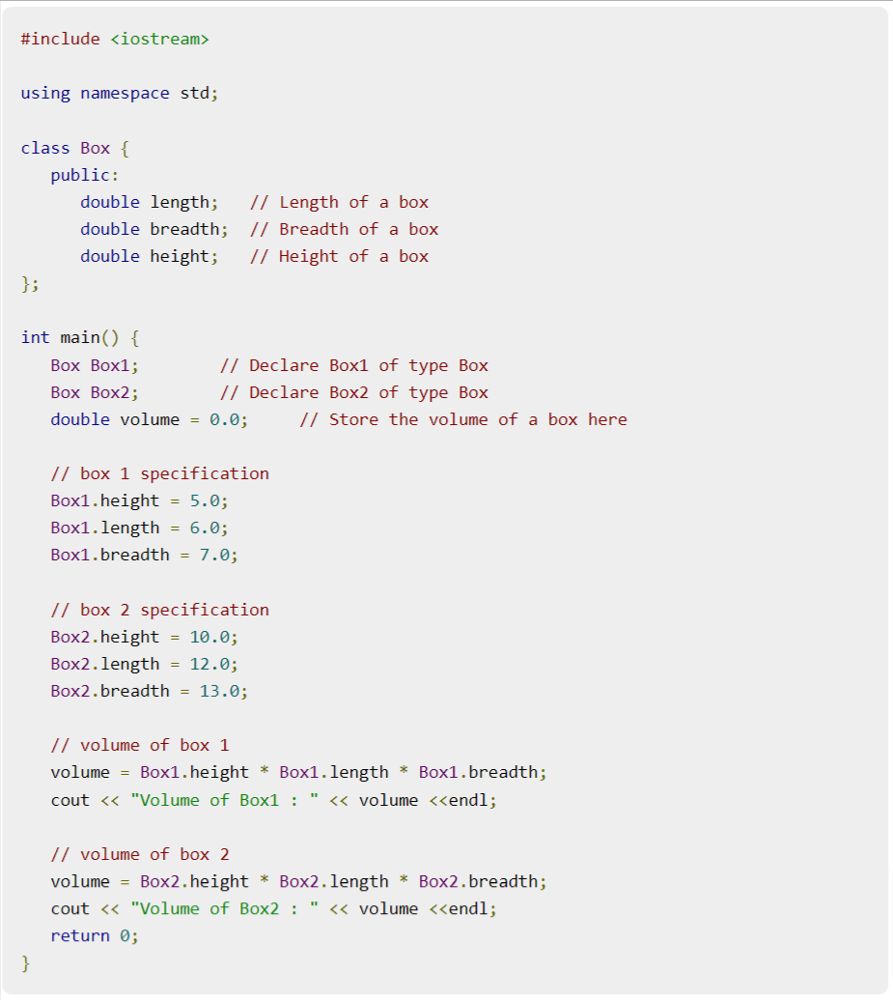 #include <iostream>
using namespace std;
class Box {
   public:
      double length;   // Length of a box
      double breadth;  // Breadth of a box
      double height;   // Height of a box
};
int main() {
   Box Box1;        // Declare Box1 of type Box
   Box Box2;        // Declare Box2 of type Box
   double volume = 0.0;     // Store the volume of a box here
   // box 1 specification
   Box1.height = 5.0;
   Box1.length = 6.0;
   Box1.breadth = 7.0;
   // box 2 specification
   Box2.height = 10.0;
   Box2.length = 12.0;
   Box2.breadth = 13.0;
   // volume of box 1
   volume = Box1.height * Box1.length * Box1.breadth;
   cout << "Volume of Box1 : " << volume <<endl;
   // volume of box 2
   volume = Box2.height * Box2.length * Box2.breadth;
   cout << "Volume of Box2 : " << volume <<endl;
   return 0;
}